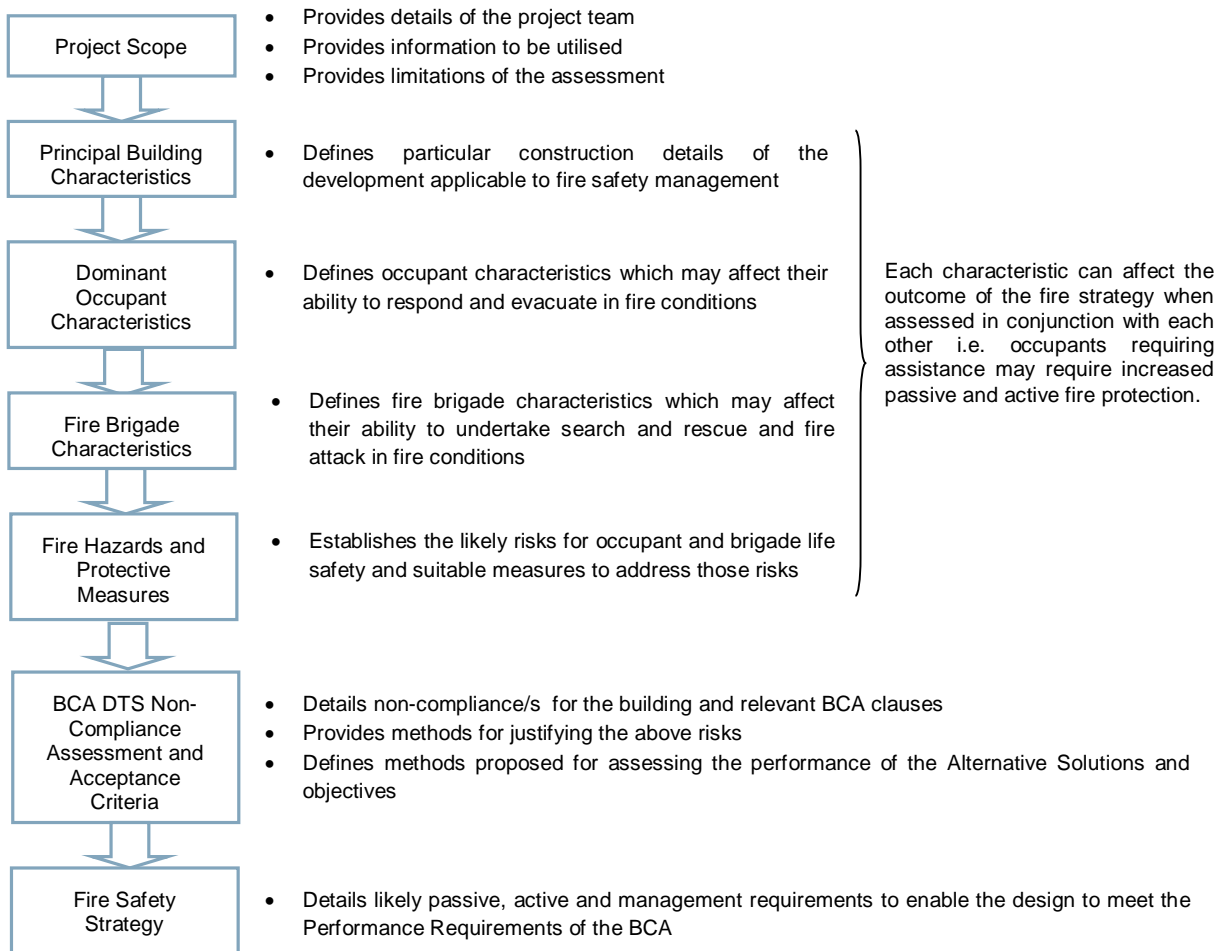 Project Scope
• Provides details of the project team
• Provides information to be utilised
• Provides limitations of the assessment
Principal Building
Characteristics
• Defines particular construction details of the
development applicable to fire safety management
Dominant
Occupant
Characteristics
• Defines occupant characteristics which may affect their
ability to respond and evacuate in fire conditions
Fire Brigade
Characteristics
• Defines fire brigade characteristics which may affect
their ability to undertake search and rescue and fire
attack in fire conditions
Fire Hazards and
Protective
Measures
• Establishes the likely risks for occupant and brigade life
safety and suitable measures to address those risks
Each characteristic can affect the
outcome of the fire strategy when
assessed in conjunction with each
other i.e. occupants requiring
assistance may require increased
passive and active fire protection.
BCA DTS Non-
Compliance
Assessment and
Acceptance
Criteria
• Details non-compliance/s for the building and relevant BCA clauses
• Provides methods for justifying the above risks
• Defines methods proposed for assessing the performance of the Alternative Solutions and
objectives
Fire Safety
Strategy
• Details likely passive, active and management requirements to enable the design to meet the
Performance Requirements of the BCA